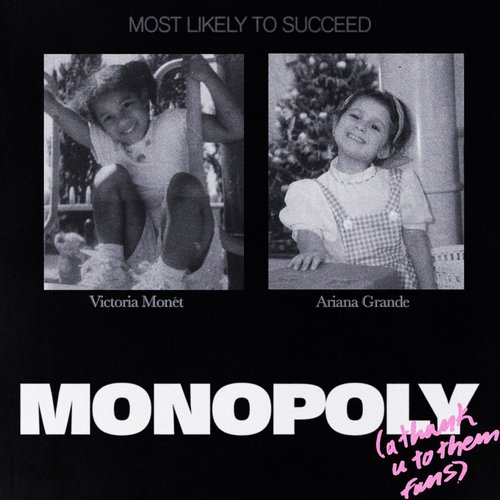 MOST LIKELY TO SUCCEED
Victoria Monét
Ariana Grande
MONOPOLY
(a thank
u to them
fans)